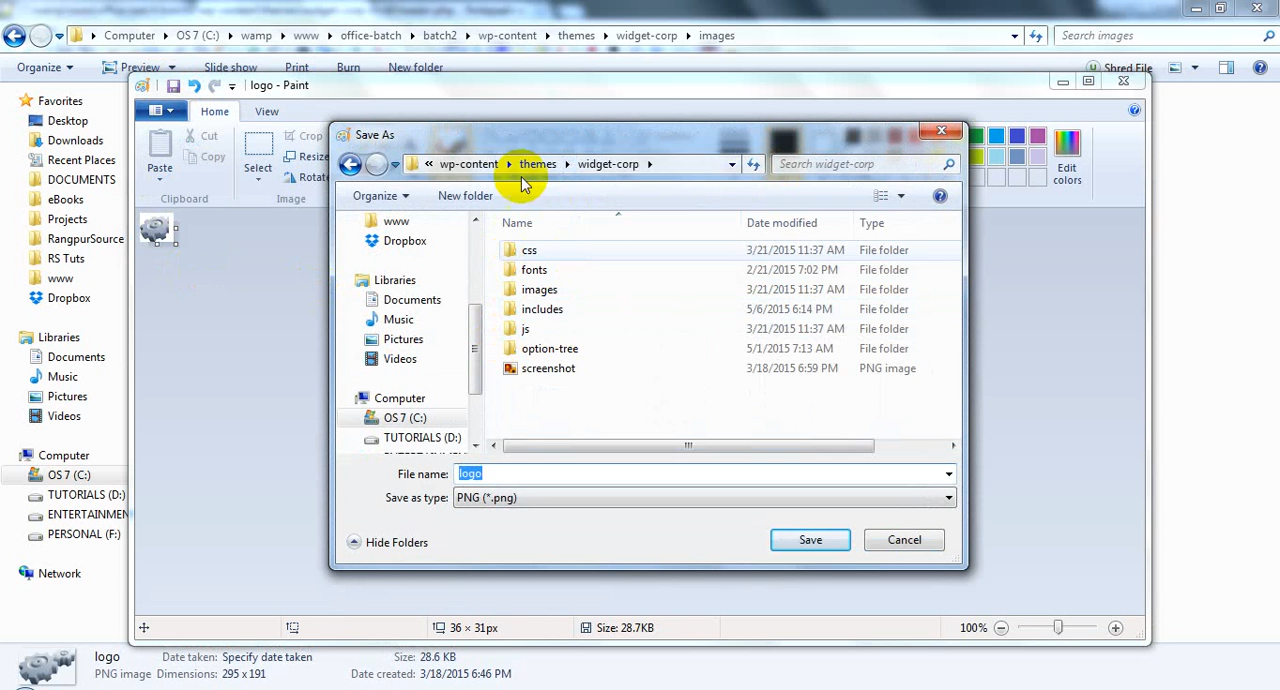 Computer OS 7 (C:) wamp www office-batch batch2 wp-content themes widget-corp images
Search images
Organize Preview Slide show Print Burn New folder
Shred File
logo - Paint
Home View
Paste
Cut
Copy
Clipboard
Select
Crop
Resize
Rotate
Image
Edit colors
Favorites
Desktop
Downloads
Recent Places
DOCUMENTS
eBooks
Projects
RangpurSource
RS Tuts
www
Dropbox
Libraries
Documents
Music
Pictures
Videos
Computer
OS 7 (C:)
TUTORIALS (D:)
ENTERTAINMEN
PERSONAL (F:)
Network
Save As
« wp-content themes widget-corp
Search widget-corp
Organize New folder
www
Dropbox
Libraries
Documents
Music
Pictures
Videos
Computer
OS 7 (C:)
TUTORIALS (D:)
Name Date modified Type
css 3/21/2015 11:37 AM File folder
fonts 2/21/2015 7:02 PM File folder
images 3/21/2015 11:37 AM File folder
includes 5/6/2015 6:14 PM File folder
js 3/21/2015 11:37 AM File folder
option-tree 5/1/2015 7:13 AM File folder
screenshot 3/18/2015 6:59 PM PNG image
File name: logo
Save as type: PNG (*.png)
Hide Folders
Save Cancel
36 × 31px
Size: 28.7KB
100%
logo Date taken: Specify date taken Size: 28.6 KB
PNG image Dimensions: 295 x 191 Date created: 3/18/2015 6:46 PM